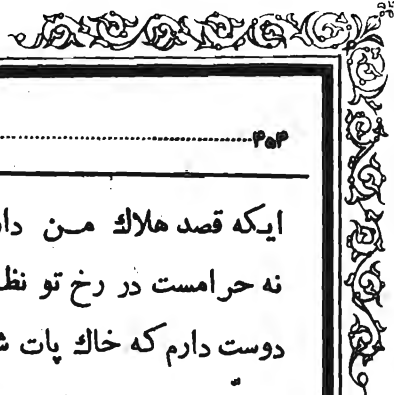 ۴۵۴
ایکه قصد هلاك من
نه حرامست در رخ تو
دوست دارم که خاك پات